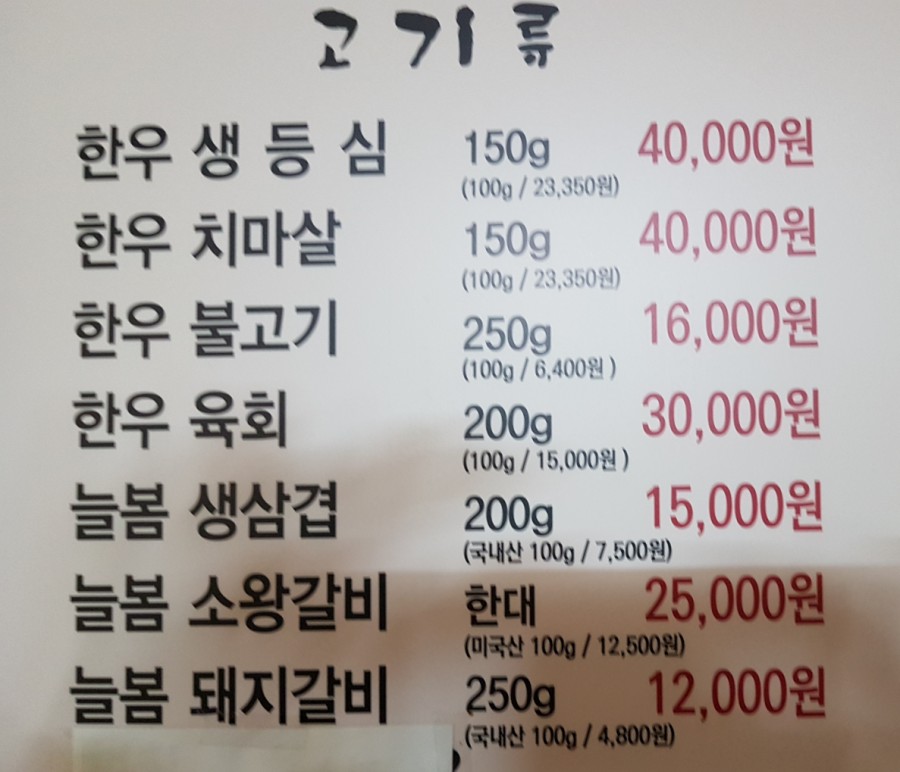 고기류
한우 생 등 심 150g 40,000원
(100g / 23,350원)
한우 치마살 150g 40,000원
(100g / 23,350원)
한우 불고기 250g 16,000원
(100g / 6,400원 )
한우 육회 200g 30,000원
(100g / 15,000원 )
늘봄 생삼겹 200g 15,000원
(국내산 100g / 7,500원)
늘봄 소왕갈비 한대 25,000원
(미국산 100g / 12,500원)
늘봄 돼지갈비 250g 12,000원
(국내산 100g / 4,800원)